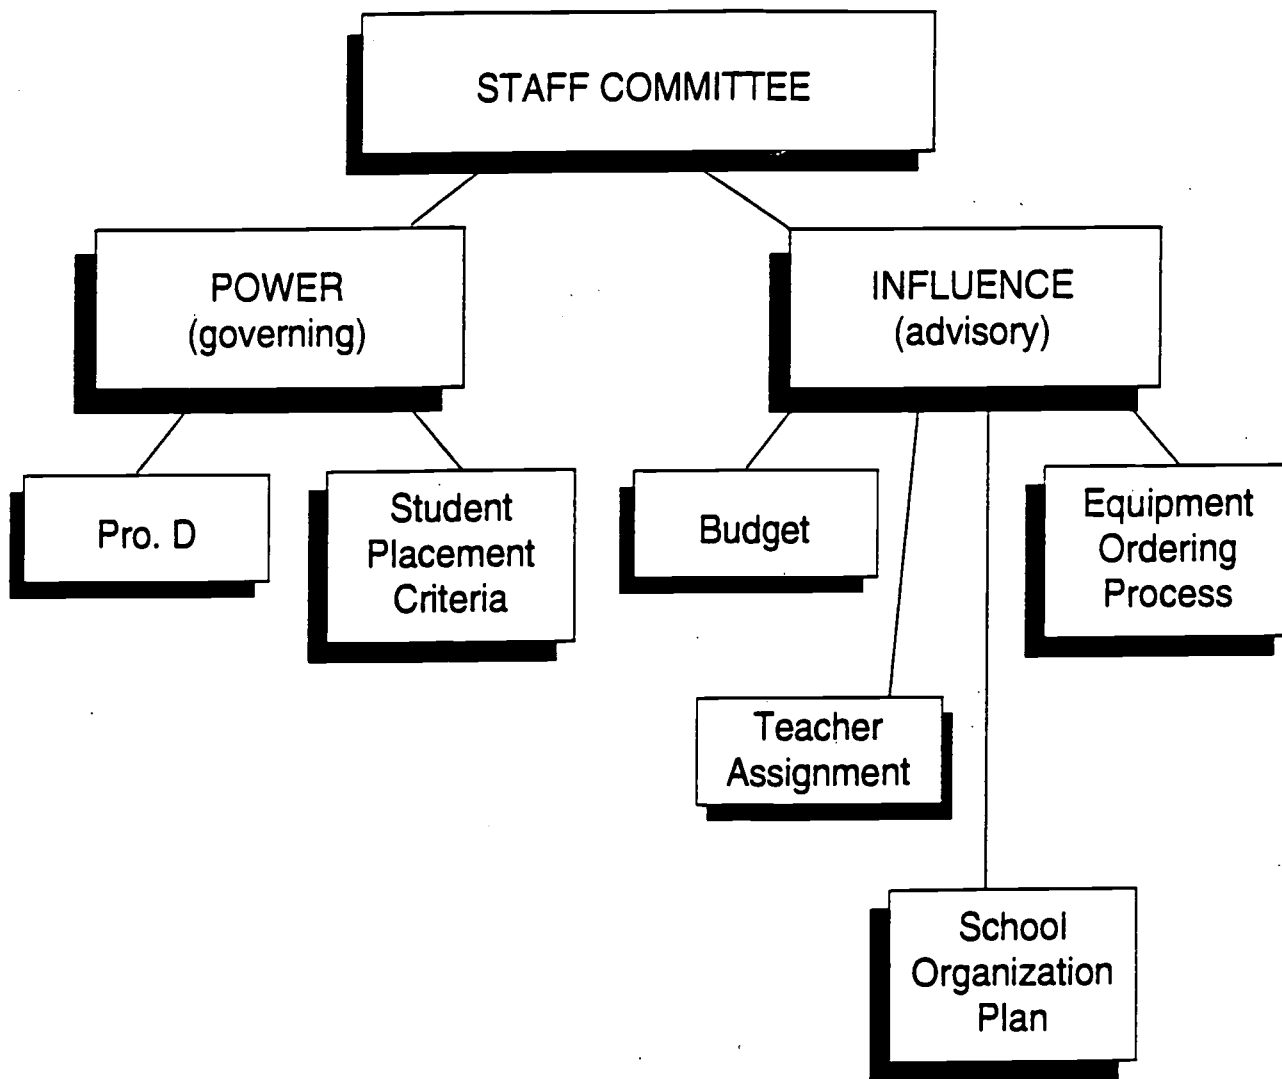 STAFF COMMITTEE
POWER
(governing)
INFLUENCE
(advisory)
Pro. D
Student
Placement
Criteria
Budget
Equipment
Ordering
Process
Teacher
Assignment
School
Organization
Plan